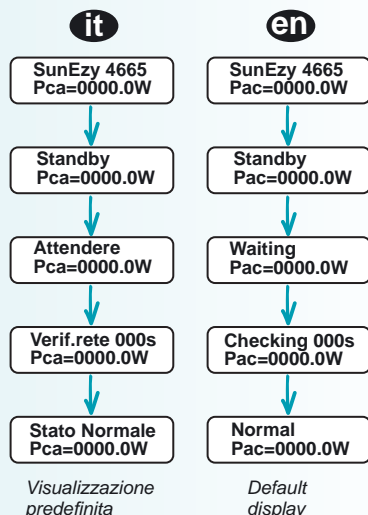 it
SunEzy 4665
Pca=0000.0W
Standby
Pca=0000.0W
Attendere
Pca=0000.0W
Verif.rete 000s
Pca=0000.0W
Stato Normale
Pca=0000.0W
Visualizzazione
predefinita
en
SunEzy 4665
Pac=0000.0W
Standby
Pac=0000.0W
Waiting
Pac=0000.0W
Checking 000s
Pac=0000.0W
Normal
Pac=0000.0W
Default
display